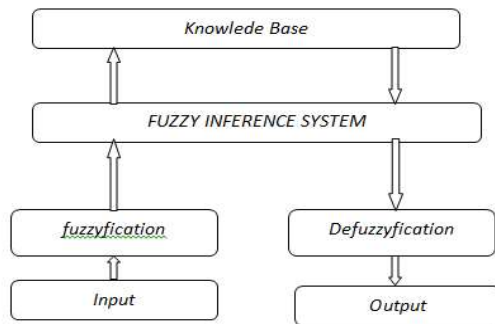 Knowlede Base
FUZZY INFERENCE SYSTEM
fuzzyfication
Defuzzyfication
Input
Output